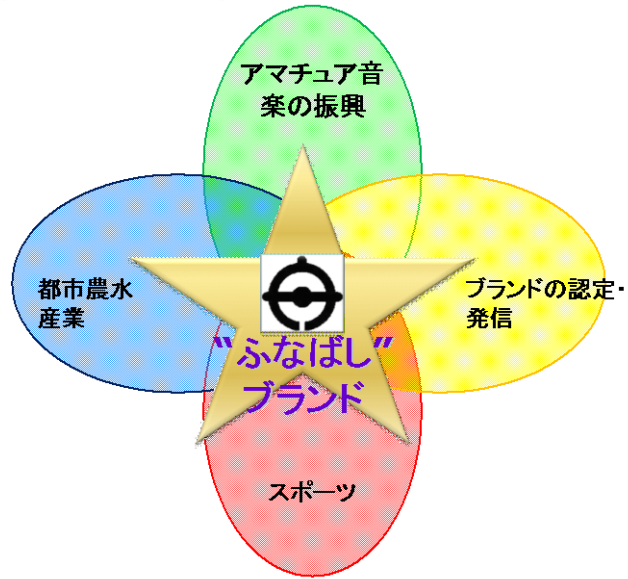 アマチュア音
楽の振興
都市農水
産業
ブランドの認定・
発信
“ふなばし”
ブランド
スポーツ